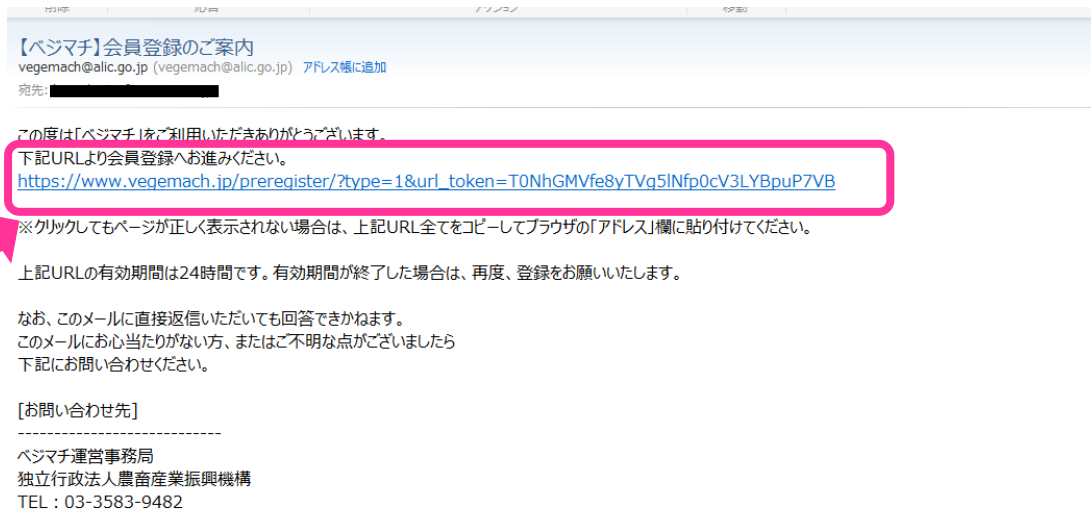 削除 応答 アクション 移動
【ベジマチ】会員登録のご案内
vegemach@alic.go.jp (vegemach@alic.go.jp) アドレス帳に追加
宛先:
この度は「ベジマチ」をご利用いただきありがとうございます。
下記URLより会員登録へお進みください。
https://www.vegemach.jp/preregister/?type=1&url_token=T0NhGMVfe8yTVg5lNfp0cV3LYBpuP7VB
※クリックしてもページが正しく表示されない場合は、上記URL全てをコピーしてブラウザの「アドレス」欄に貼り付けてください。
上記URLの有効期間は24時間です。有効期間が終了した場合は、再度、登録をお願いいたします。
なお、このメールに直接返信いただいても回答できかねます。
このメールにお心当たりがない方、またはご不明な点がございましたら
下記にお問い合わせください。
[お問い合わせ先]
----------------------------
ベジマチ運営事務局
独立行政法人農畜産業振興機構
TEL：03-3583-9482